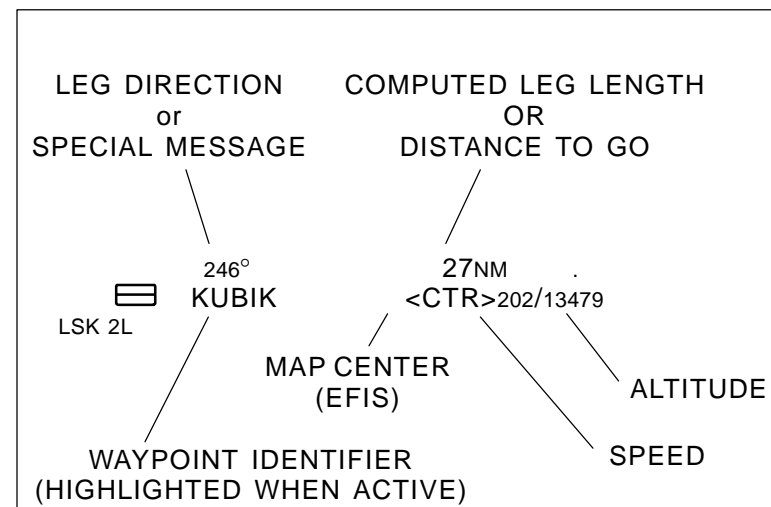 LEG DIRECTION
or
SPECIAL MESSAGE
COMPUTED LEG LENGTH
OR
DISTANCE TO GO
246°
KUBIK
LSK 2L
27NM .
<CTR>202/13479
MAP CENTER
(EFIS)
ALTITUDE
SPEED
WAYPOINT IDENTIFIER
(HIGHLIGHTED WHEN ACTIVE)